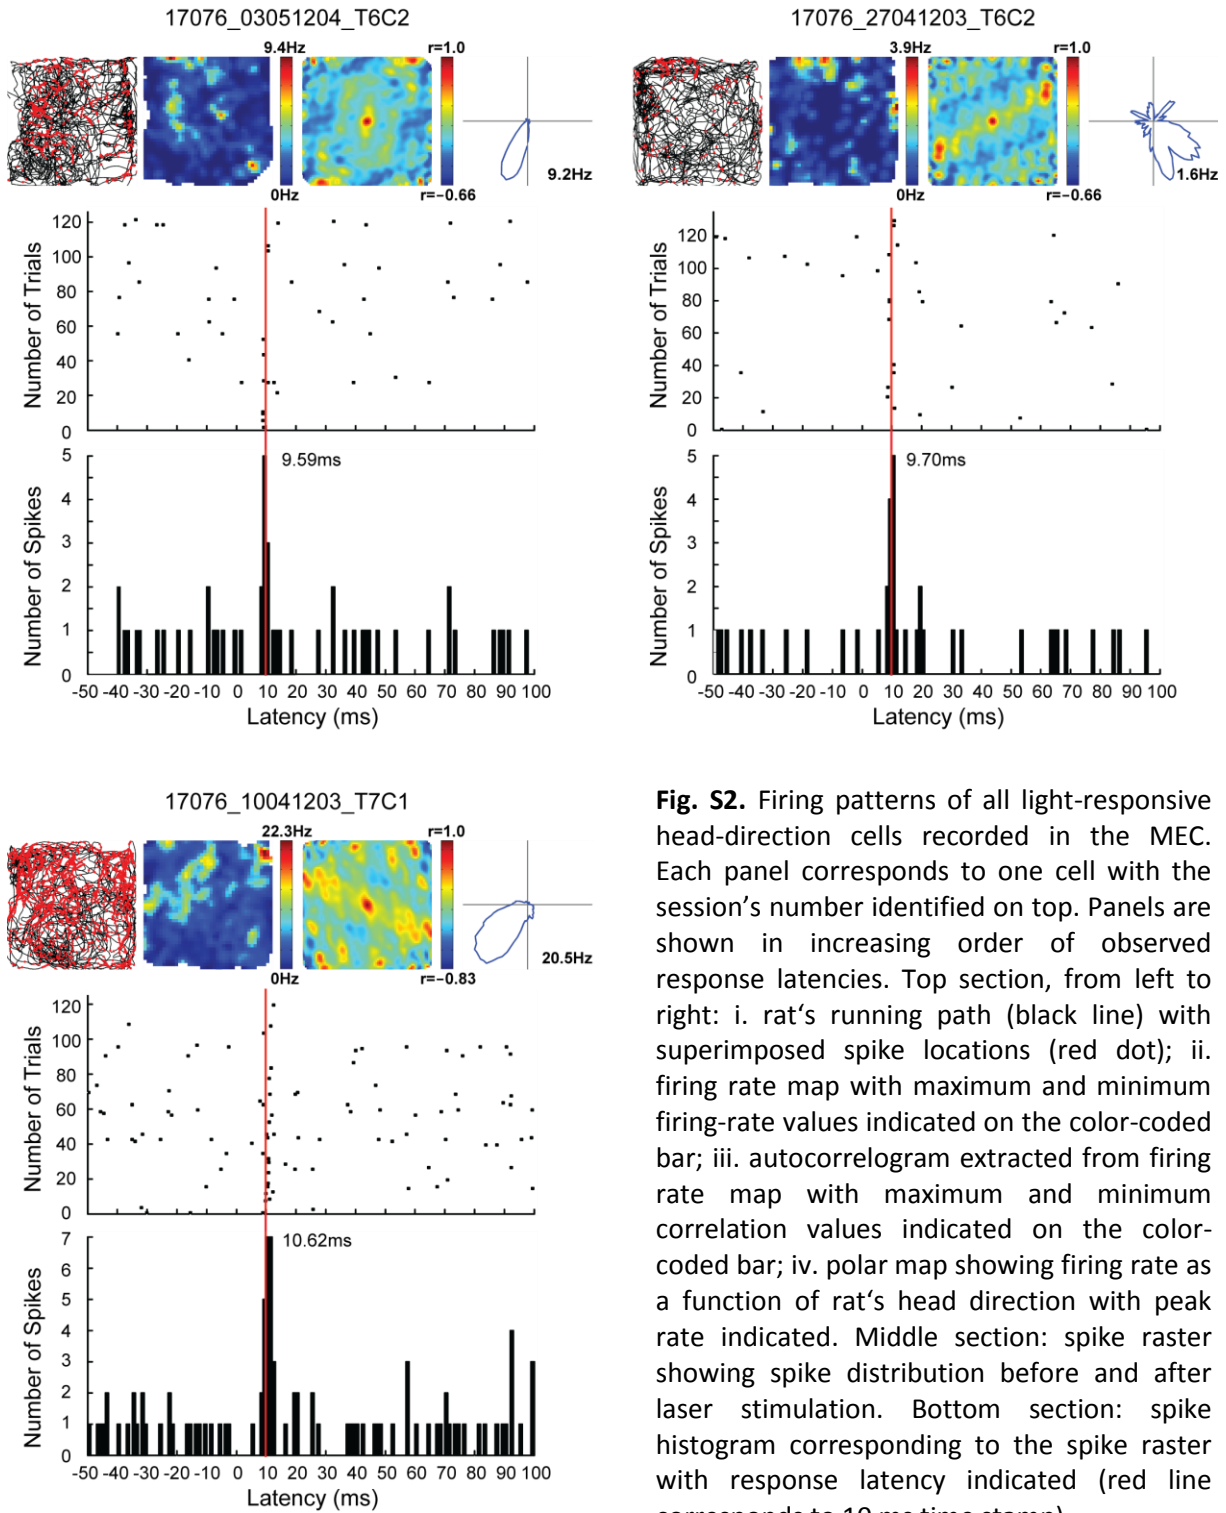 17076_03051204_T6C2
9.4Hz
r=1.0
9.2Hz
0Hz
r=−0.66
120
100
80
60
40
20
0
Number of Trials
5
4
3
2
1
0
Number of Spikes
9.59ms
-50 -40 -30 -20 -10 0 10 20 30 40 50 60 70 80 90 100
Latency (ms)
17076_27041203_T6C2
3.9Hz
r=1.0
1.6Hz
0Hz
r=−0.66
120
100
80
60
40
20
0
Number of Trials
5
4
3
2
1
0
Number of Spikes
9.70ms
-50 -40 -30 -20 -10 0 10 20 30 40 50 60 70 80 90 100
Latency (ms)
17076_10041203_T7C1
22.3Hz
r=1.0
20.5Hz
0Hz
r=−0.83
120
100
80
60
40
20
0
Number of Trials
7
6
5
4
3
2
1
0
Number of Spikes
10.62ms
-50 -40 -30 -20 -10 0 10 20 30 40 50 60 70 80 90 100
Latency (ms)
Fig. S2. Firing patterns of all light-responsive
head-direction cells recorded in the MEC.
Each panel corresponds to one cell with the
session's number identified on top. Panels are
shown in increasing order of observed
response latencies. Top section, from left to
right: i. rat‘s running path (black line) with
superimposed spike locations (red dot); ii.
firing rate map with maximum and minimum
firing-rate values indicated on the color-coded
bar; iii. autocorrelogram extracted from firing
rate map with maximum and minimum
correlation values indicated on the color-
coded bar; iv. polar map showing firing rate as
a function of rat‘s head direction with peak
rate indicated. Middle section: spike raster
showing spike distribution before and after
laser stimulation. Bottom section: spike
histogram corresponding to the spike raster
with response latency indicated (red line
corresponds to 10 ms time stamp)